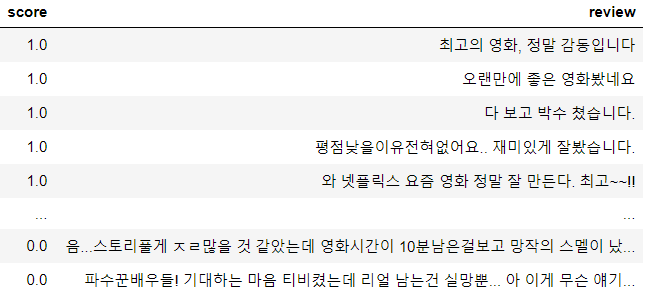 score review
1.0 최고의 영화, 정말 감동입니다
1.0 오랜만에 좋은 영화봤네요
1.0 다 보고 박수 쳤습니다.
1.0 평점낮을이유전혀없어요.. 재미있게 잘봤습니다.
1.0 와 넷플릭스 요즘 영화 정말 잘 만든다. 최고~~!!
... ...
0.0 음...스토리풀게 ㅈㄹ많을 것 같았는데 영화시간이 10분남은걸보고 망작의 스멜이 났...
0.0 파수꾼배우들! 기대하는 마음 티비켰는데 리얼 남는건 실망뿐... 아 이게 무슨 얘기...